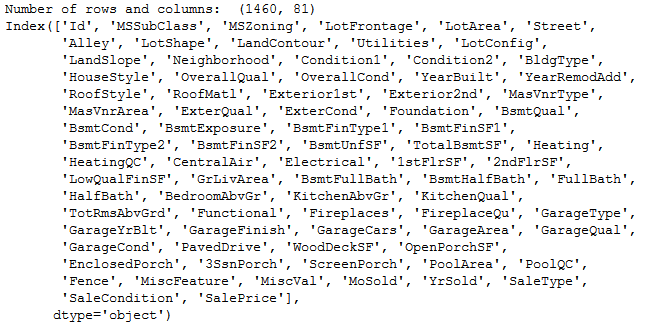 Number of rows and columns:  (1460, 81)
Index(['Id', 'MSSubClass', 'MSZoning', 'LotFrontage', 'LotArea', 'Street',
       'Alley', 'LotShape', 'LandContour', 'Utilities', 'LotConfig',
       'LandSlope', 'Neighborhood', 'Condition1', 'Condition2', 'BldgType',
       'HouseStyle', 'OverallQual', 'OverallCond', 'YearBuilt', 'YearRemodAdd',
       'RoofStyle', 'RoofMatl', 'Exterior1st', 'Exterior2nd', 'MasVnrType',
       'MasVnrArea', 'ExterQual', 'ExterCond', 'Foundation', 'BsmtQual',
       'BsmtCond', 'BsmtExposure', 'BsmtFinType1', 'BsmtFinSF1',
       'BsmtFinType2', 'BsmtFinSF2', 'BsmtUnfSF', 'TotalBsmtSF', 'Heating',
       'HeatingQC', 'CentralAir', 'Electrical', '1stFlrSF', '2ndFlrSF',
       'LowQualFinSF', 'GrLivArea', 'BsmtFullBath', 'BsmtHalfBath', 'FullBath',
       'HalfBath', 'BedroomAbvGr', 'KitchenAbvGr', 'KitchenQual',
       'TotRmsAbvGrd', 'Functional', 'Fireplaces', 'FireplaceQu', 'GarageType',
       'GarageYrBlt', 'GarageFinish', 'GarageCars', 'GarageArea', 'GarageQual',
       'GarageCond', 'PavedDrive', 'WoodDeckSF', 'OpenPorchSF',
       'EnclosedPorch', '3SsnPorch', 'ScreenPorch', 'PoolArea', 'PoolQC',
       'Fence', 'MiscFeature', 'MiscVal', 'MoSold', 'YrSold', 'SaleType',
       'SaleCondition', 'SalePrice'],
      dtype='object')